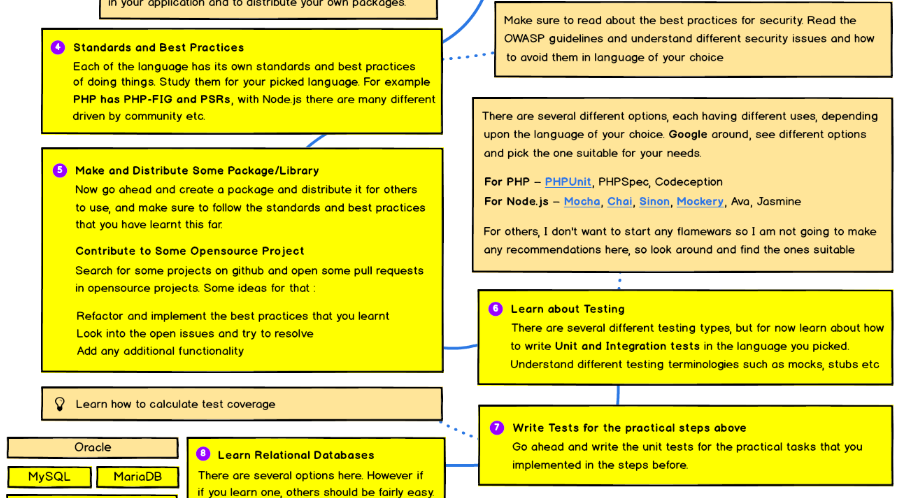 in your application and to distribute your own packages.
Make sure to read about the best practices for security. Read the
OWASP guidelines and understand different security issues and how
to avoid them in language of your choice
4 Standards and Best Practices
Each of the language has its own standards and best practices
of doing things. Study them for your picked language. For example
PHP has PHP-FIG and PSRs, with Node.js there are many different
driven by community etc.
There are several different options, each having different uses, depending
upon the language of your choice. Google around, see different options
and pick the one suitable for your needs.
For PHP – PHPUnit, PHPSpec, Codeception
For Node.js – Mocha, Chai, Sinon, Mockery, Ava, Jasmine
For others, I don't want to start any flamewars so I am not going to make
any recommendations here, so look around and find the ones suitable
5 Make and Distribute Some Package/Library
Now go ahead and create a package and distribute it for others
to use, and make sure to follow the standards and best practices
that you have learnt this far.
Contribute to Some Opensource Project
Search for some projects on github and open some pull requests
in opensource projects. Some ideas for that :
Refactor and implement the best practices that you learnt
Look into the open issues and try to resolve
Add any additional functionality
6 Learn about Testing
There are several different testing types, but for now learn about how
to write Unit and Integration tests in the language you picked.
Understand different testing terminologies such as mocks, stubs etc
Learn how to calculate test coverage
7 Write Tests for the practical steps above
Go ahead and write the unit tests for the practical tasks that you
implemented in the steps before.
Oracle
MySQL
MariaDB
8 Learn Relational Databases
There are several options here. However if
if you learn one, others should be fairly easy.